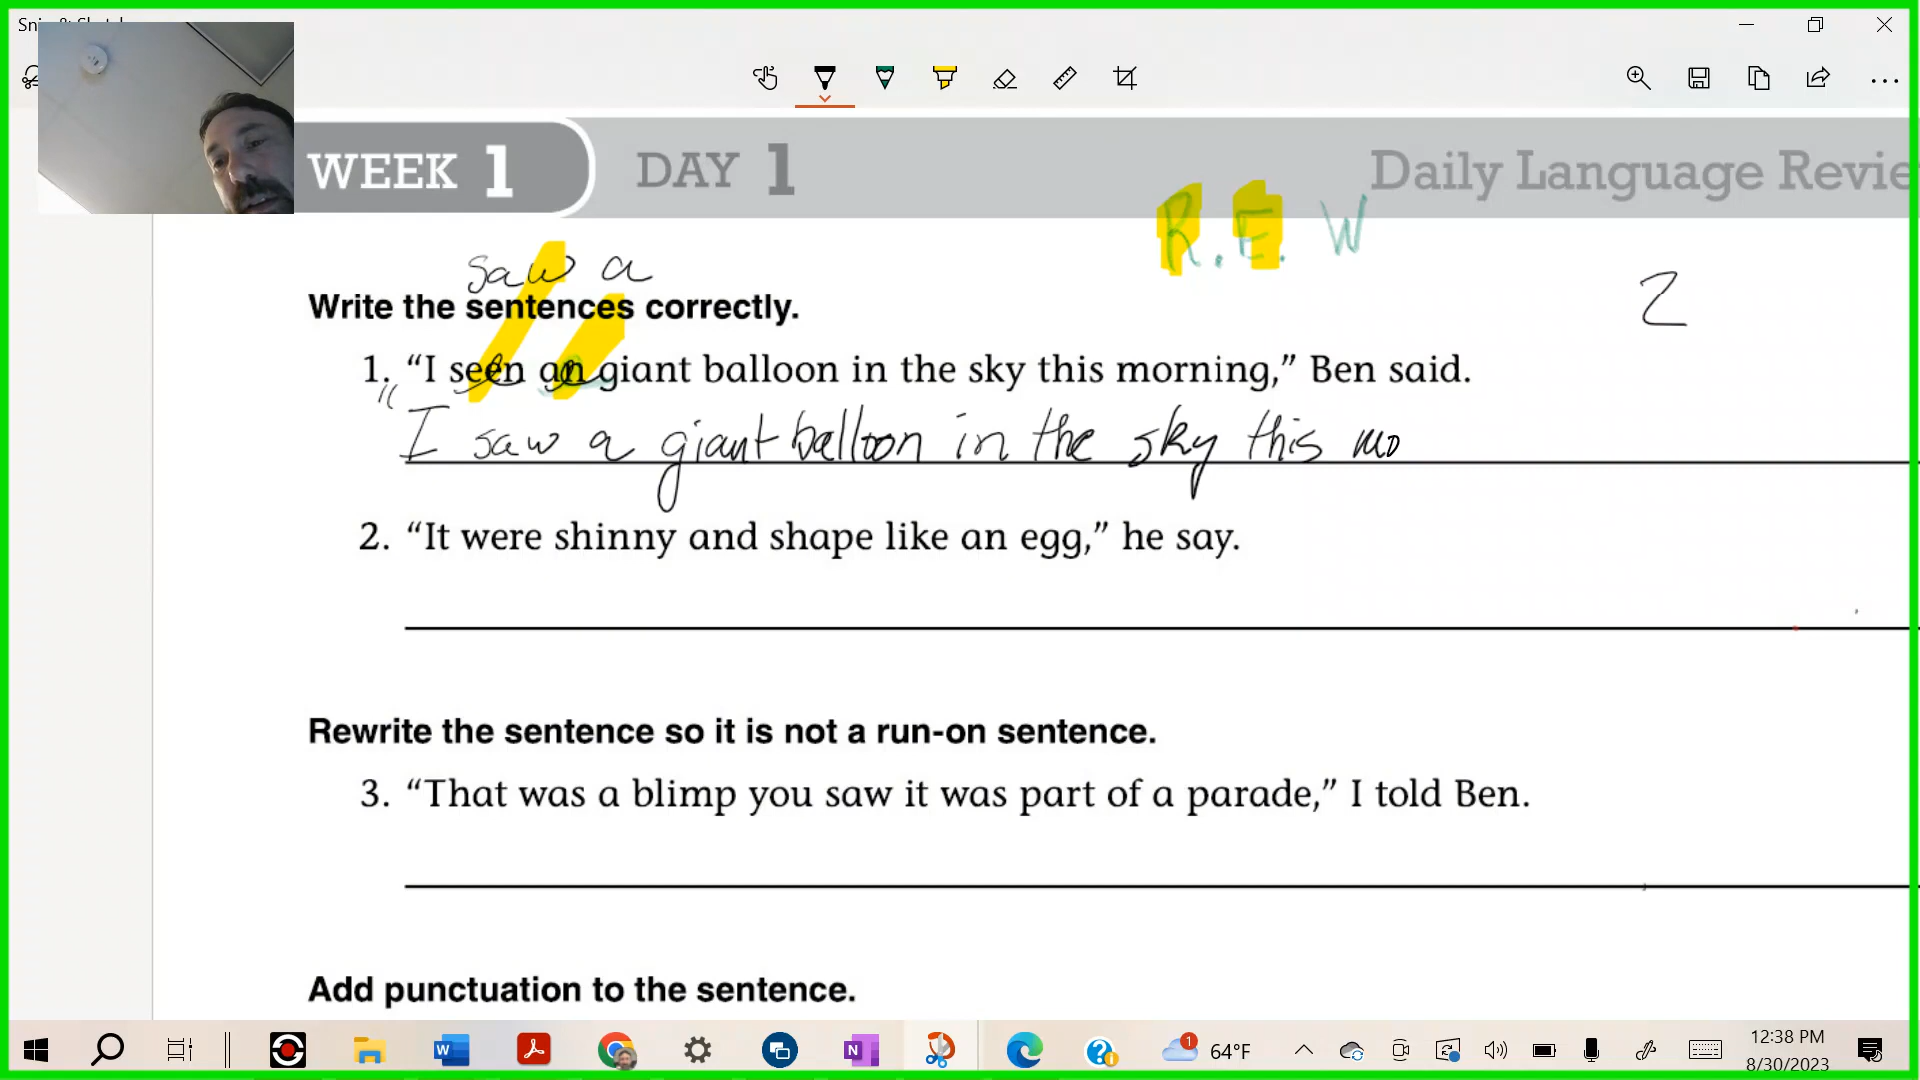 WEEK 1 DAY 1 Daily Language Revie
R. E. W
saw a
2
Write the sentences correctly.
1. “I seen an giant balloon in the sky this morning,” Ben said.
“I saw a giant balloon in the sky this mo
2. “It were shinny and shape like an egg,” he say.
Rewrite the sentence so it is not a run-on sentence.
3. “That was a blimp you saw it was part of a parade,” I told Ben.
Add punctuation to the sentence.
1 64°F 12:38 PM
8/30/2023